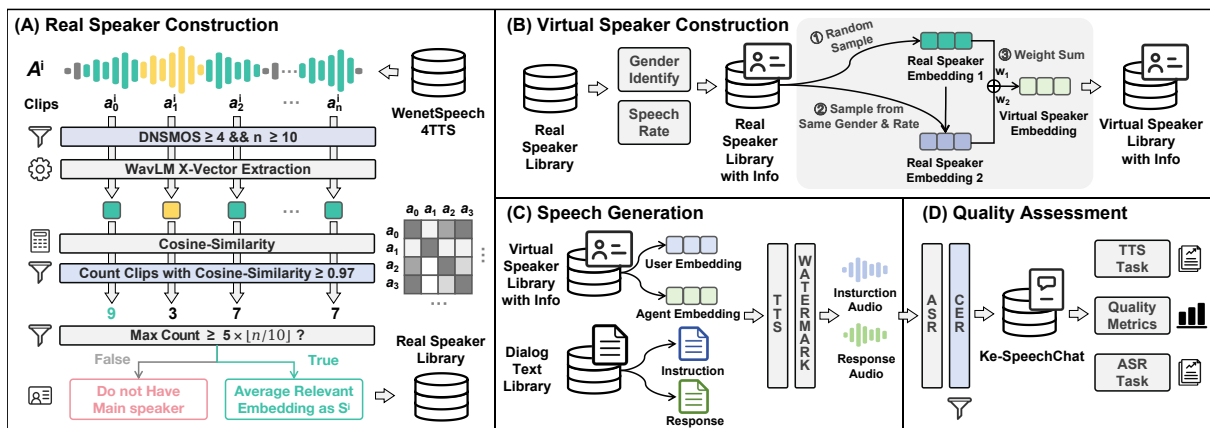 (A) Real Speaker Construction
A^i
WenetSpeech
4TTS
Clips
a_0^i a_1^i a_2^i ... a_n^i
DNSMOS ≥ 4 && n ≥ 10
WavLM X-Vector Extraction
...
a_0 a_1 a_2 a_3
a_0
a_1
a_2
a_3
...
Cosine-Similarity
Count Clips with Cosine-Similarity ≥ 0.97
9 3 7 7
Max Count ≥ 5 × ⌊n/10⌋ ?
False
True
Do not Have
Main speaker
Average Relevant
Embedding as S^i
Real Speaker
Library
(B) Virtual Speaker Construction
Real
Speaker
Library
Gender
Identify
Speech
Rate
Real
Speaker
Library
with Info
① Random
Sample
② Sample from
Same Gender & Rate
Real Speaker
Embedding 1
Real Speaker
Embedding 2
③ Weight Sum
w_1
w_2
Virtual Speaker
Embedding
Virtual Speaker
Library
with Info
(C) Speech Generation
Virtual
Speaker
Library
with Info
User Embedding
Agent Embedding
Dialog
Text
Library
Instruction
Response
TTS
WATERMARK
Insturction
Audio
Response
Audio
(D) Quality Assessment
ASR
CER
Ke-SpeechChat
TTS
Task
Quality
Metrics
ASR
Task